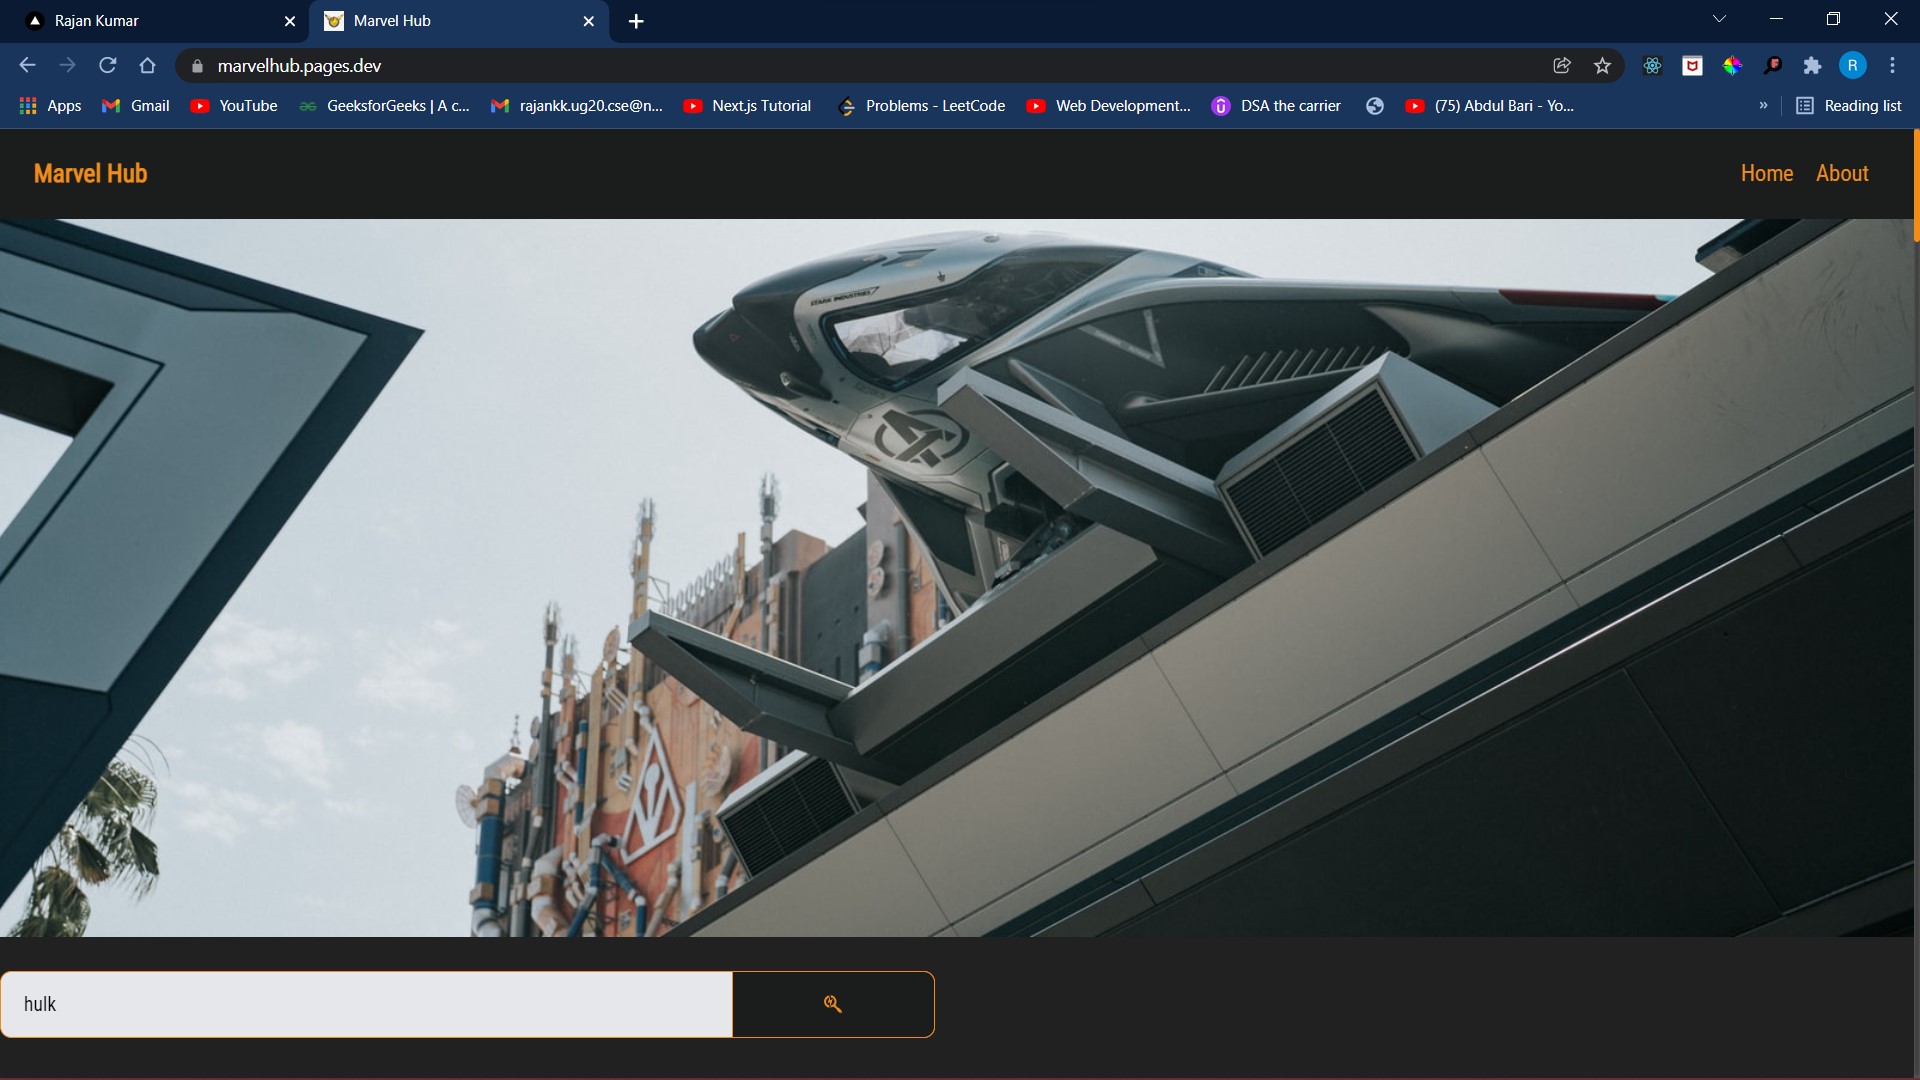 Rajan Kumar
Marvel Hub
marvelhub.pages.dev
R
Apps
Gmail
YouTube
GeeksforGeeks | A c...
rajankk.ug20.cse@n...
Next.js Tutorial
Problems - LeetCode
Web Development...
DSA the carrier
(75) Abdul Bari - Yo...
»
Reading list
Marvel Hub
Home
About
STARK INDUSTRIES
hulk